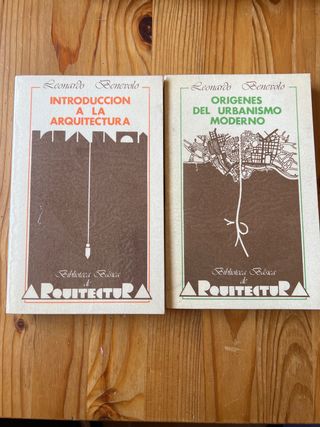 Leonardo Benevolo
INTRODUCCION
A LA
ARQUITECTURA
Biblioteca Básica
de
ARQUITECTURA
Leonardo Benevolo
ORIGENES
DEL URBANISMO
MODERNO
Biblioteca Básica
de
ARQUITECTURA